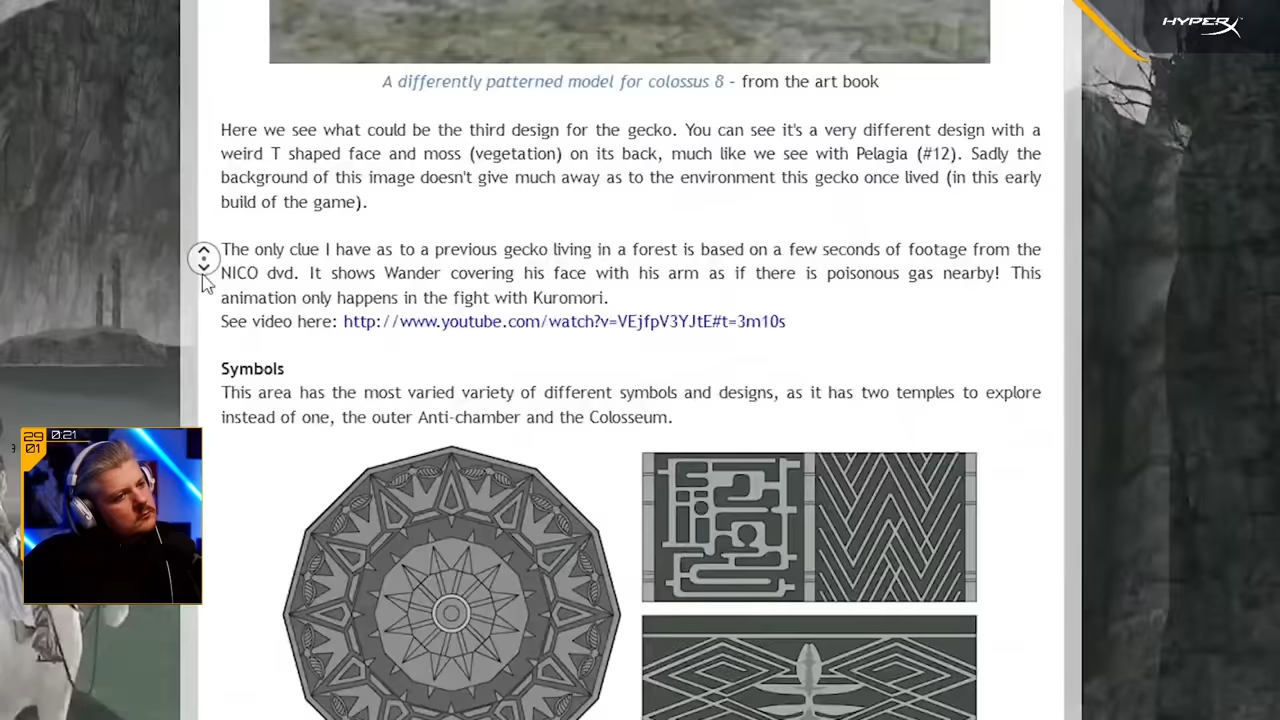 HYPERX
A differently patterned model for colossus 8 - from the art book
Here we see what could be the third design for the gecko. You can see it's a very different design with a
weird T shaped face and moss (vegetation) on its back, much like we see with Pelagia (#12). Sadly the
background of this image doesn't give much away as to the environment this gecko once lived (in this early
build of the game).
The only clue I have as to a previous gecko living in a forest is based on a few seconds of footage from the
NICO dvd. It shows Wander covering his face with his arm as if there is poisonous gas nearby! This
animation only happens in the fight with Kuromori.
See video here: http://www.youtube.com/watch?v=VEjfpV3YJtE#t=3m10s
Symbols
This area has the most varied variety of different symbols and designs, as it has two temples to explore
instead of one, the outer Anti-chamber and the Colosseum.
29 0:21
01